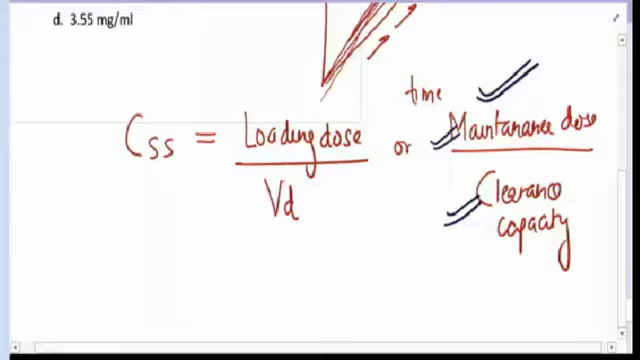 d. 3.55 mg/ml
time
Css = Loading dose / Vd or Maintanance dose / Clearance capacity